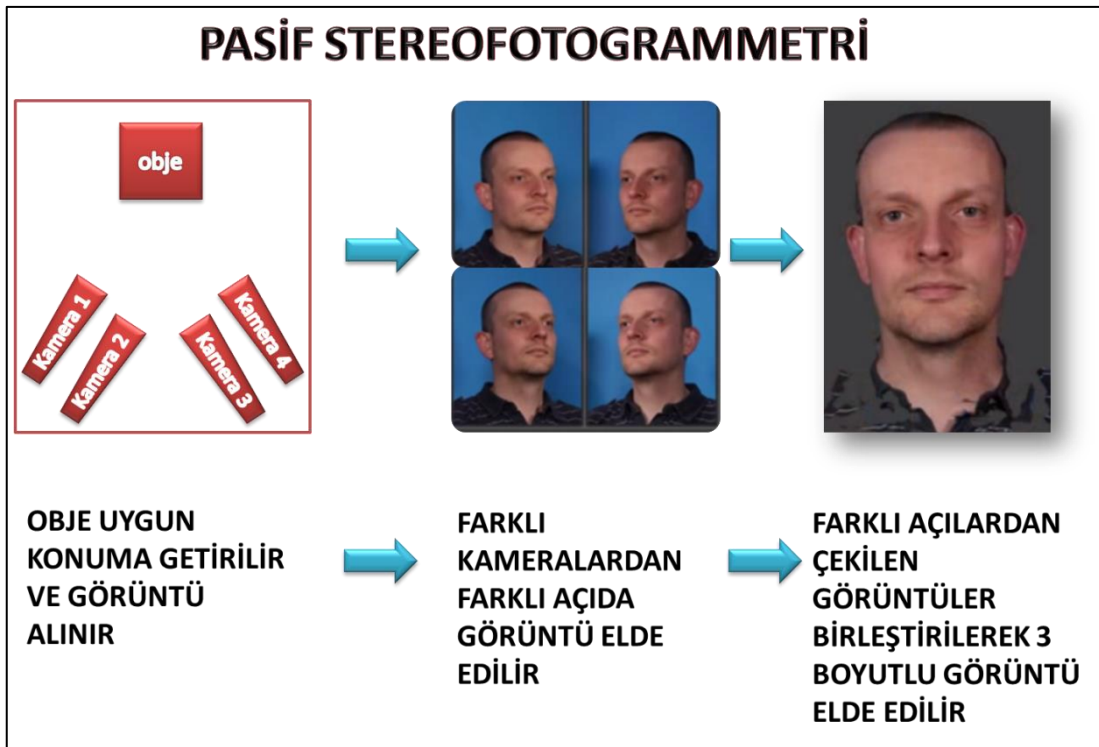 PASİF STEREOFOTOGRAMMETRİ
obje
Kamera 1
Kamera 2
Kamera 3
Kamera 4
OBJE UYGUN
KONUMA GETİRİLİR
VE GÖRÜNTÜ
ALINIR
FARKLI
KAMERALARDAN
FARKLI AÇIDA
GÖRÜNTÜ ELDE
EDİLİR
FARKLI AÇILARDAN
ÇEKİLEN
GÖRÜNTÜLER
BİRLEŞTİRİLEREK 3
BOYUTLU GÖRÜNTÜ
ELDE EDİLİR